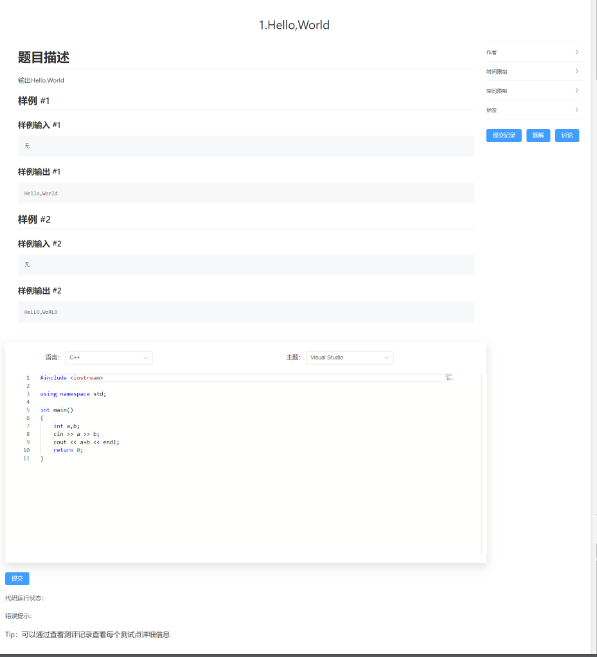 1.Hello,World
题目描述
输出Hello,World
样例 #1
样例输入 #1
无
样例输出 #1
Hello,World
样例 #2
样例输入 #2
无
样例输出 #2
HeLLO,WoRLD
作者
时间限制
空间限制
标签
提交记录 题解 讨论
语言: C++ 主题: Visual Studio
1 #include <iostream>
2
3 using namespace std;
4
5 int main()
6 {
7 int a,b;
8 cin >> a >> b;
9 cout << a+b << endl;
10 return 0;
11 }
提交
代码运行状态:
错误提示:
Tip: 可以通过查看测评记录查看每个测试点详细信息